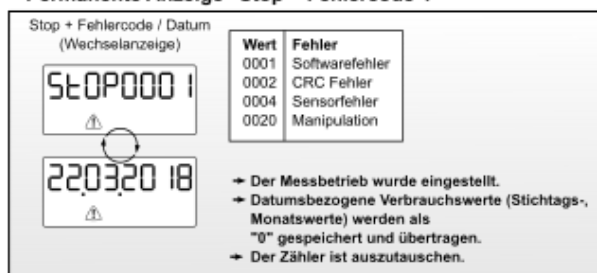 Stop + Fehlercode / Datum
(Wechselanzeige)
StOP0001
22.03.2018
Wert Fehler
0001 Softwarefehler
0002 CRC Fehler
0004 Sensorfehler
0020 Manipulation
→ Der Messbetrieb wurde eingestellt.
→ Datumsbezogene Verbrauchswerte (Stichtags-,
Monatswerte) werden als
"0" gespeichert und übertragen.
→ Der Zähler ist auszutauschen.